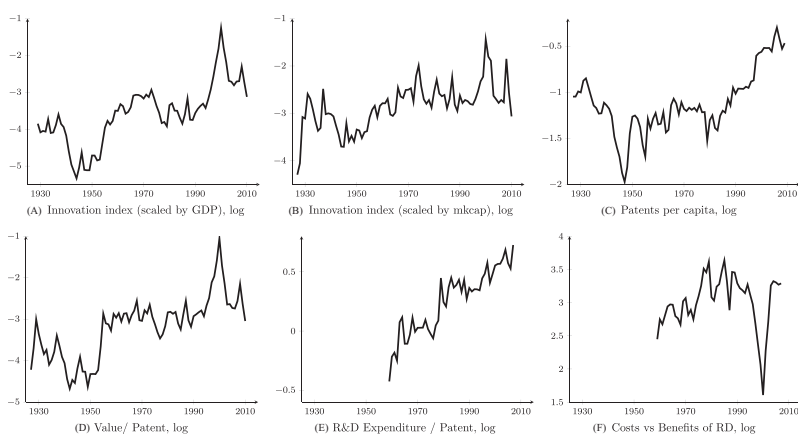 −1
−2
−3
−4
−5
1930 1950 1970 1990 2010
(A) Innovation index (scaled by GDP), log
−1
−2
−3
−4
1930 1950 1970 1990 2010
(B) Innovation index (scaled by mkcap), log
−0.5
−1
−1.5
−2
1930 1950 1970 1990 2010
(C) Patents per capita, log
−1
−2
−3
−4
−5
1930 1950 1970 1990 2010
(D) Value/ Patent, log
0.5
0
−0.5
1930 1950 1970 1990 2010
(E) R&D Expenditure / Patent, log
4
3.5
3
2.5
2
1.5
1930 1950 1970 1990 2010
(F) Costs vs Benefits of RD, log